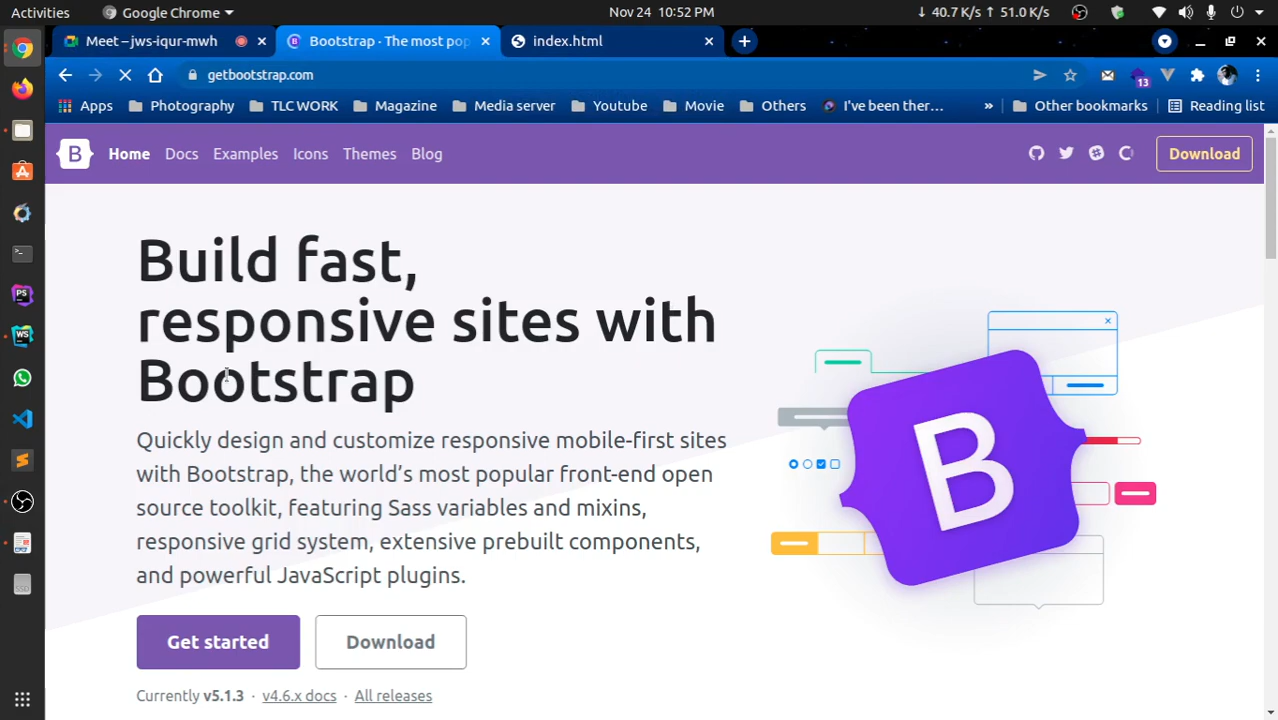 Activities
Google Chrome
Nov 24 10:52 PM
↓ 40.7 K/s ↑ 51.0 K/s
Meet – jws-iqur-mwh
Bootstrap · The most pop
index.html
getbootstrap.com
13
Apps
Photography
TLC WORK
Magazine
Media server
Youtube
Movie
Others
I've been ther...
»
Other bookmarks
Reading list
B
Home
Docs
Examples
Icons
Themes
Blog
Download
Build fast,
responsive sites with
Bootstrap
Quickly design and customize responsive mobile-first sites
with Bootstrap, the world's most popular front-end open
source toolkit, featuring Sass variables and mixins,
responsive grid system, extensive prebuilt components,
and powerful JavaScript plugins.
B
Get started
Download
Currently v5.1.3 · v4.6.x docs · All releases
PS
WS
S